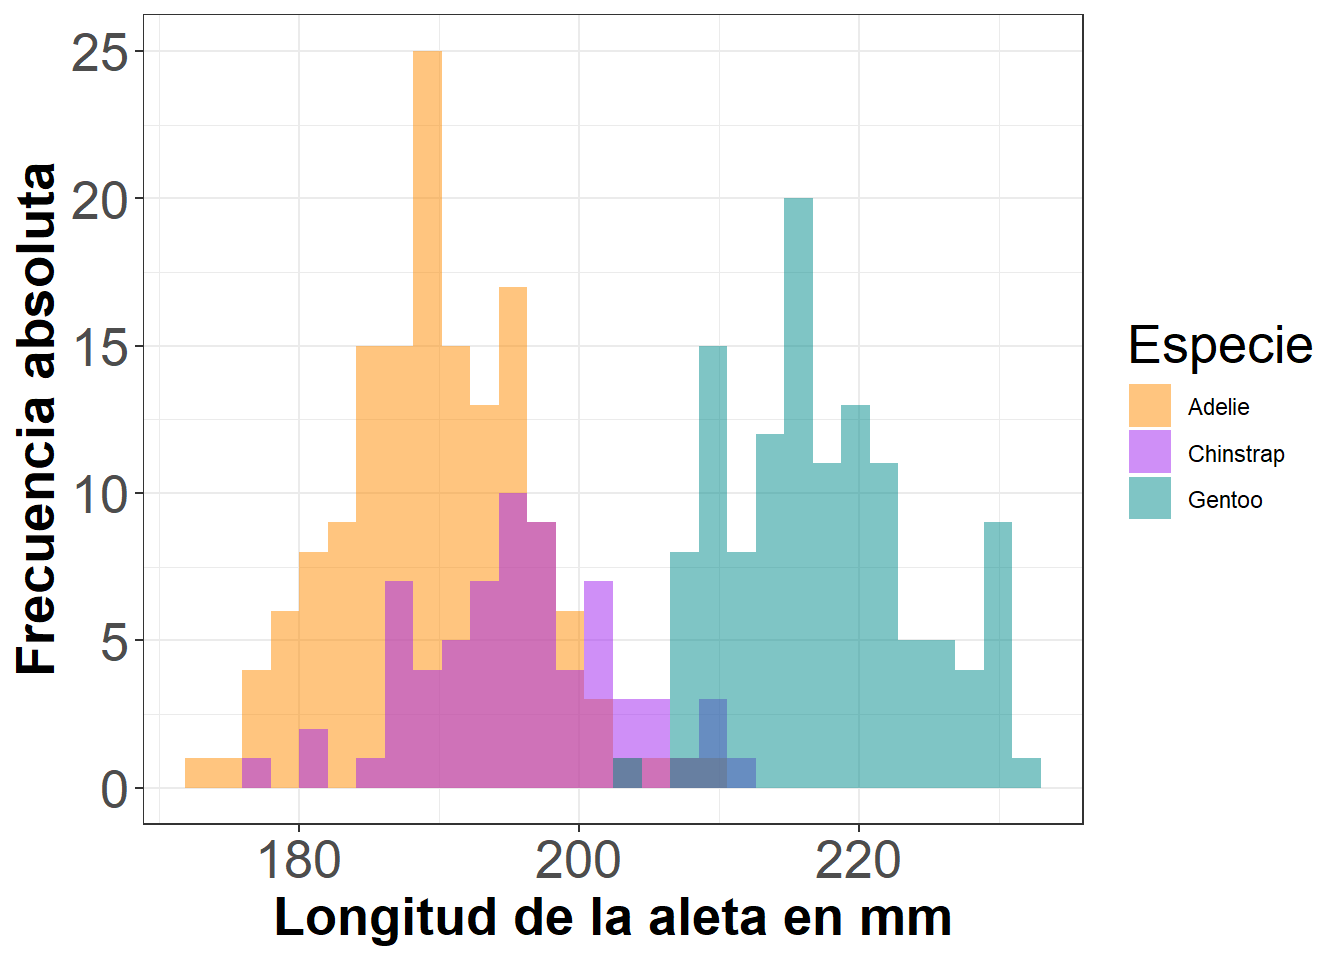 Frecuencia absoluta
25
20
15
10
5
0
180 200 220
Longitud de la aleta en mm
Especie
Adelie
Chinstrap
Gentoo